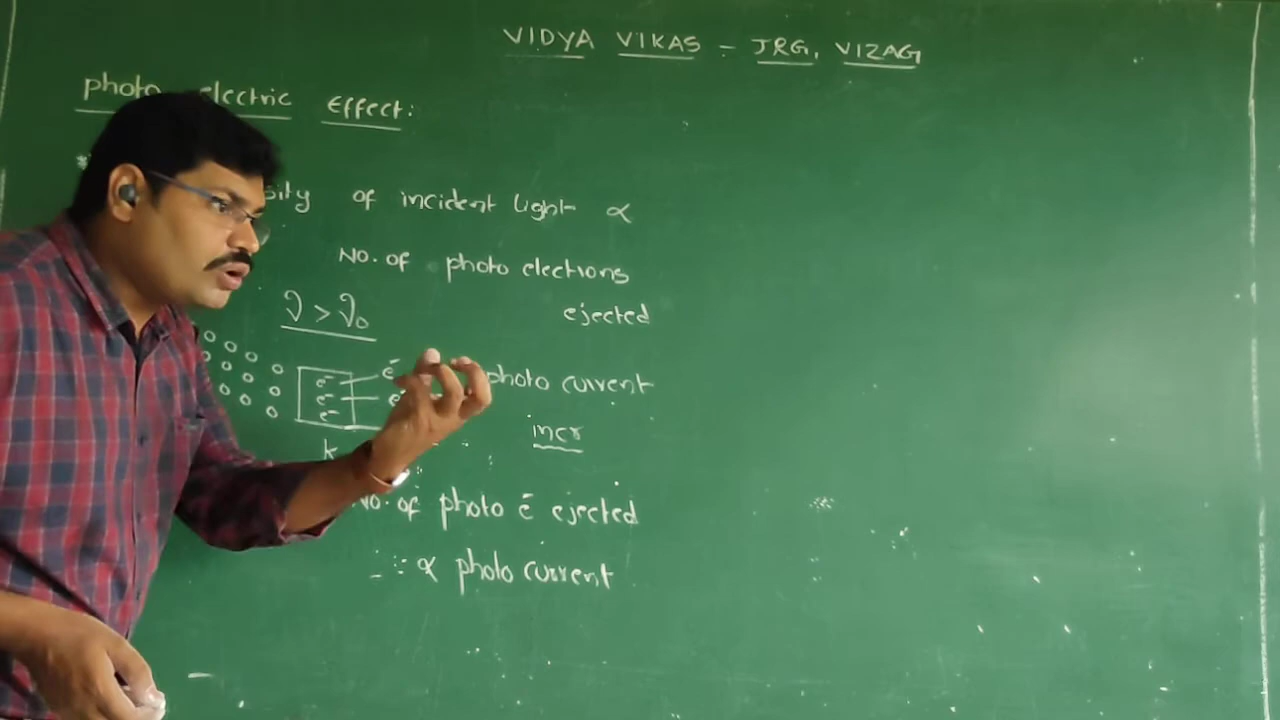 VIDYA VIKAS - JRG, VIZAG
photo electric Effect:
of incident light ∝
NO. of photo electrons
ejected
ν > ν₀
e⁻ e⁻
e⁻ photo current
e⁻
incr
k
No. of photo e⁻ ejected
∴ ∝ photo current